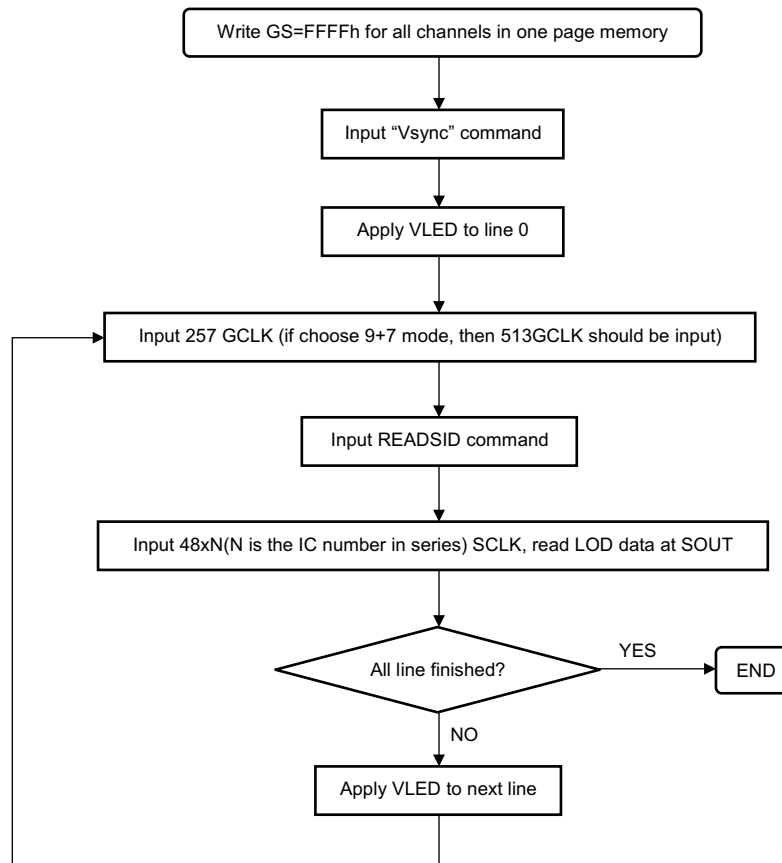 Write GS=FFFFh for all channels in one page memory
Input “Vsync” command
Apply VLED to line 0
Input 257 GCLK (if choose 9+7 mode, then 513GCLK should be input)
Input READSID command
Input 48xN(N is the IC number in series) SCLK, read LOD data at SOUT
All line finished?
YES
END
NO
Apply VLED to next line